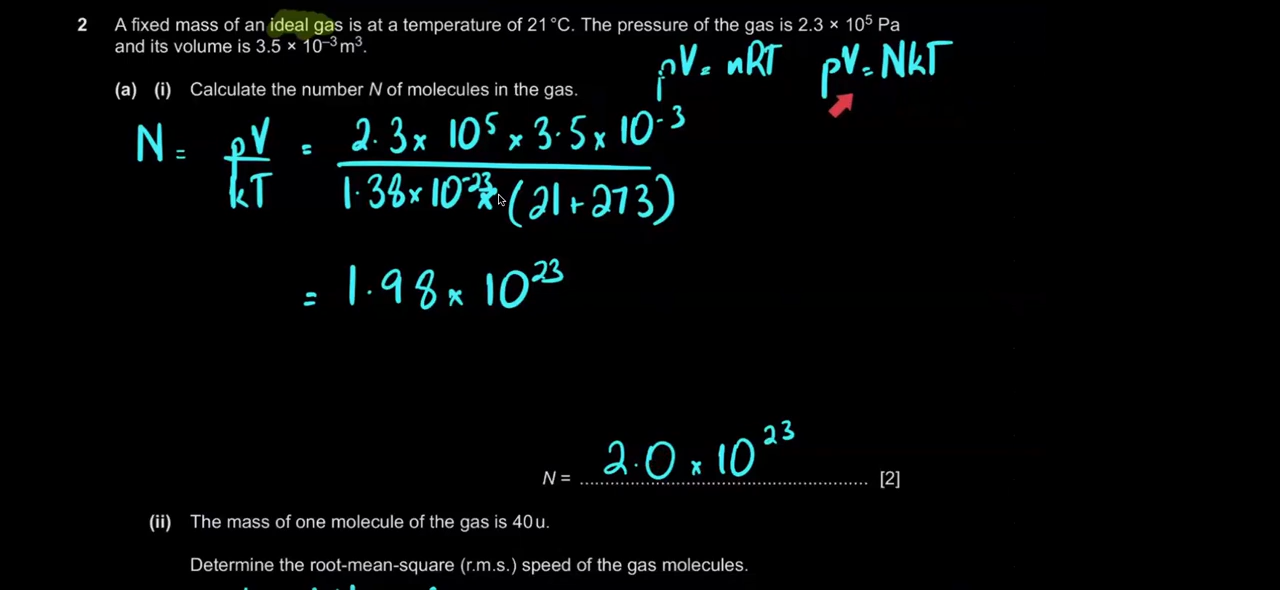 2 A fixed mass of an ideal gas is at a temperature of 21 °C. The pressure of the gas is 2.3 × 10⁵ Pa
and its volume is 3.5 × 10⁻³ m³.
pV = nRT pV = NkT
(a) (i) Calculate the number N of molecules in the gas.
N = pV/kT = 2.3 × 10⁵ × 3.5 × 10⁻³ / 1.38 × 10⁻²³ × (21 + 273)
= 1.98 × 10²³
N = 2.0 × 10²³ [2]
(ii) The mass of one molecule of the gas is 40 u.
Determine the root-mean-square (r.m.s.) speed of the gas molecules.